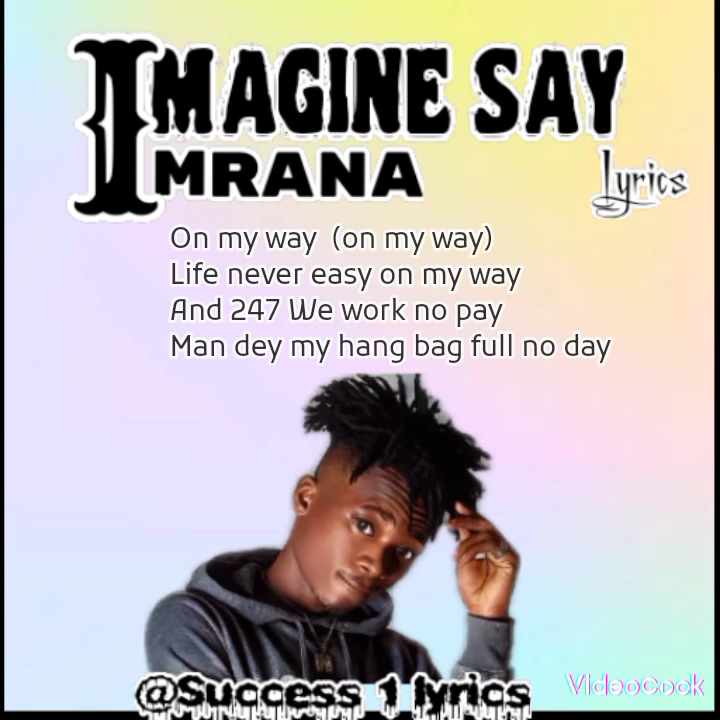 IMAGINE SAY
IMRANA
Lyrics
On my way (on my way)
Life never easy on my way
And 247 We work no pay
Man dey my hang bag full no day
@Success 1 lyrics
VideoCook